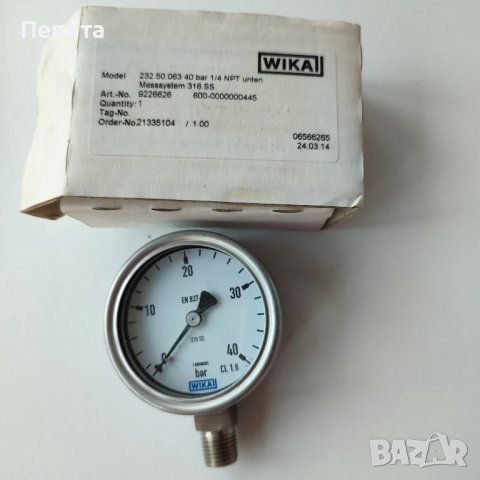 Пепита
WIKA
Model 232.50.063 40 bar 1/4 NPT unten
Messsystem 316 SS
Art.-No. 9226626 600-0000000445
Quantity: 1
Tag-No.
Order-No.21335104 / 1.00
06566265
24.03.14
20
10 30
EN 837-
316 SS
0 40
bar CL 1.6
WIKA
BAZAR
bg